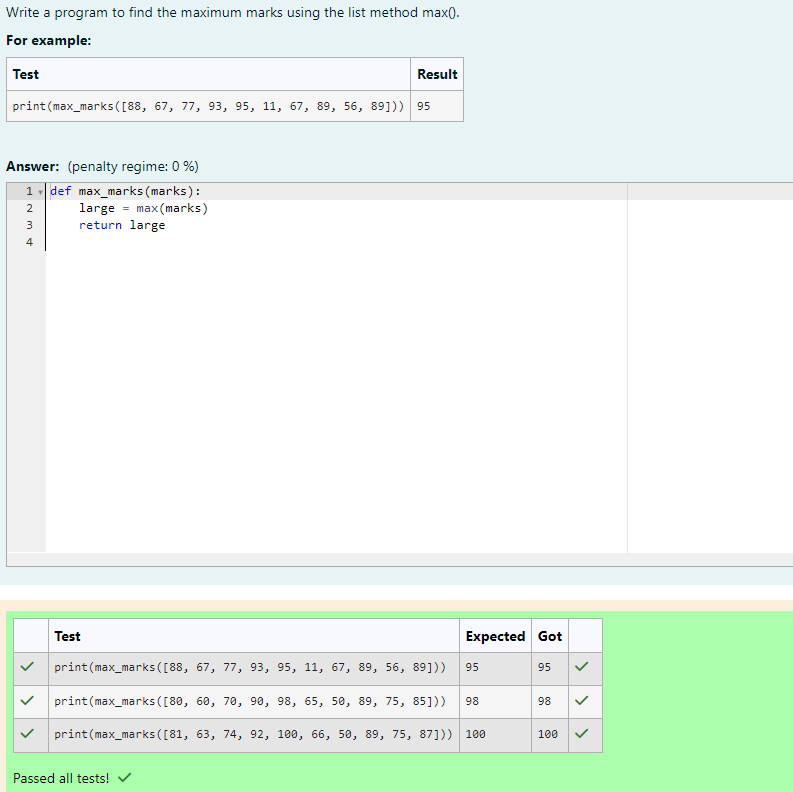 Write a program to find the maximum marks using the list method max().
For example:
Test Result
print(max_marks([88, 67, 77, 93, 95, 11, 67, 89, 56, 89])) 95
Answer: (penalty regime: 0 %)
1 def max_marks(marks):
2 large = max(marks)
3 return large
4
Test Expected Got
print(max_marks([88, 67, 77, 93, 95, 11, 67, 89, 56, 89])) 95 95
print(max_marks([80, 60, 70, 90, 98, 65, 50, 89, 75, 85])) 98 98
print(max_marks([81, 63, 74, 92, 100, 66, 50, 89, 75, 87])) 100 100
Passed all tests!